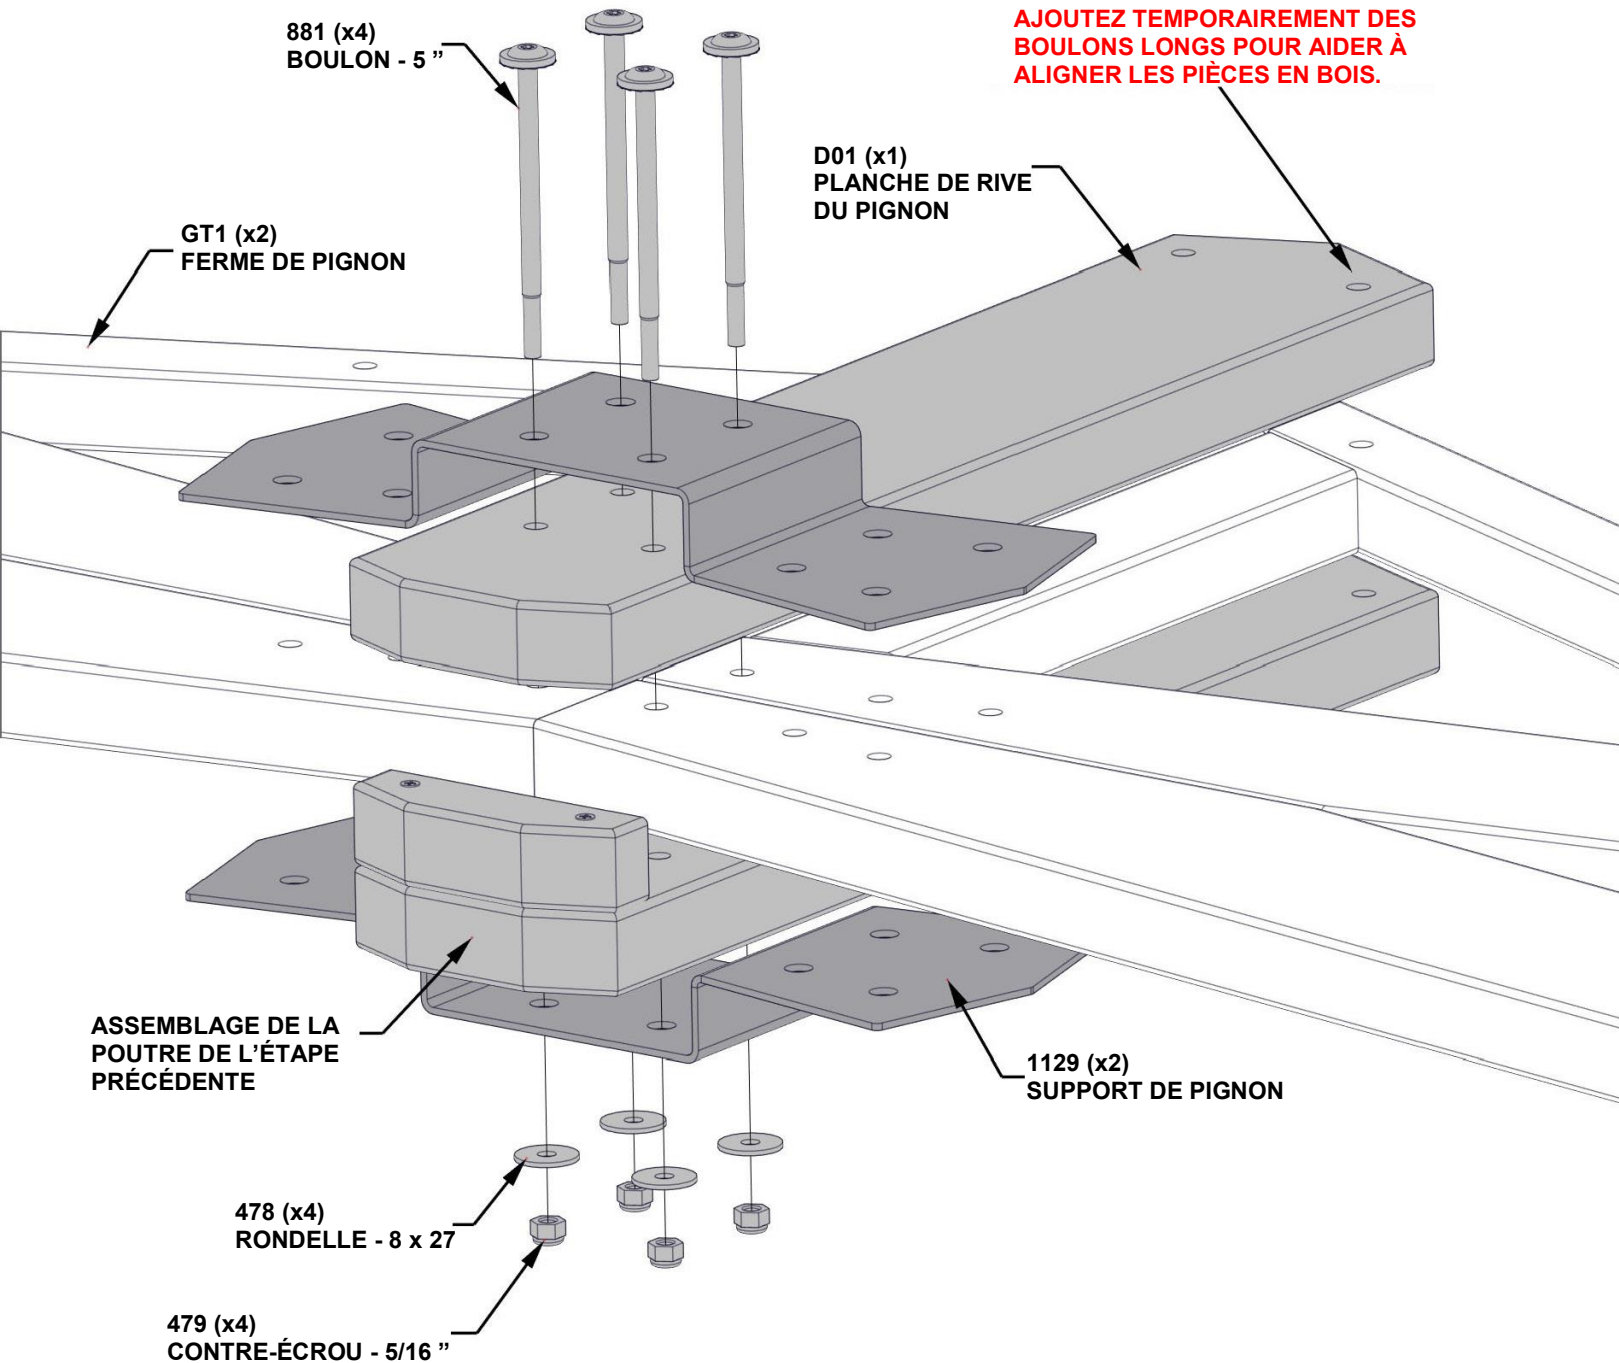 881 (x4)
BOULON - 5 ”
AJOUTEZ TEMPORAIREMENT DES
BOULONS LONGS POUR AIDER À
ALIGNER LES PIÈCES EN BOIS.
D01 (x1)
PLANCHE DE RIVE
DU PIGNON
GT1 (x2)
FERME DE PIGNON
ASSEMBLAGE DE LA
POUTRE DE L’ÉTAPE
PRÉCÉDENTE
1129 (x2)
SUPPORT DE PIGNON
478 (x4)
RONDELLE - 8 x 27
479 (x4)
CONTRE-ÉCROU - 5/16 ”